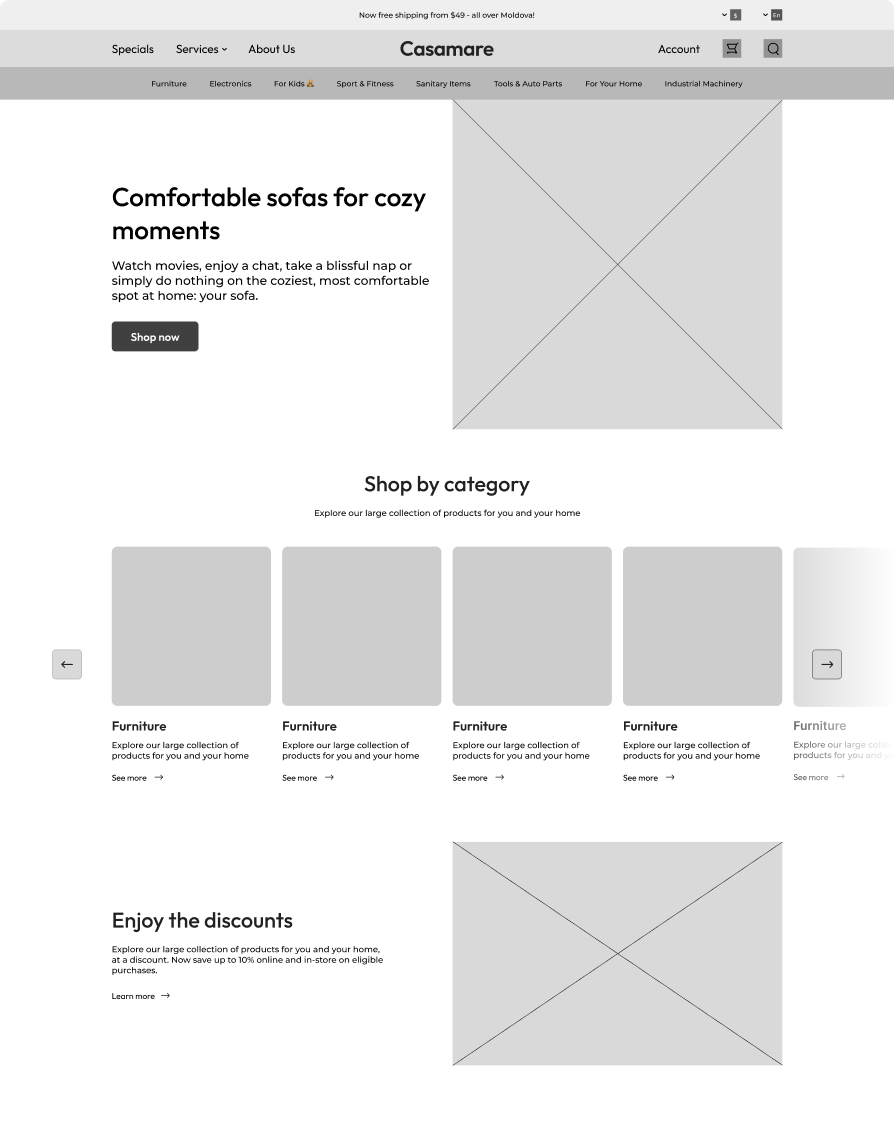 Now free shipping from $49 - all over Moldova!
$
En
Specials
Services
About Us
Casamare
Account
Furniture
Electronics
For Kids 🧸
Sport & Fitness
Sanitary Items
Tools & Auto Parts
For Your Home
Industrial Machinery
Comfortable sofas for cozy
moments
Watch movies, enjoy a chat, take a blissful nap or
simply do nothing on the coziest, most comfortable
spot at home: your sofa.
Shop now
Shop by category
Explore our large collection of products for you and your home
Furniture
Explore our large collection of
products for you and your home
See more →
Furniture
Explore our large collection of
products for you and your home
See more →
Furniture
Explore our large collection of
products for you and your home
See more →
Furniture
Explore our large collection of
products for you and your home
See more →
Furniture
Explore our large
products for you and
See more →
Enjoy the discounts
Explore our large collection of products for you and your home,
at a discount. Now save up to 10% online and in-store on eligible
purchases.
Learn more →